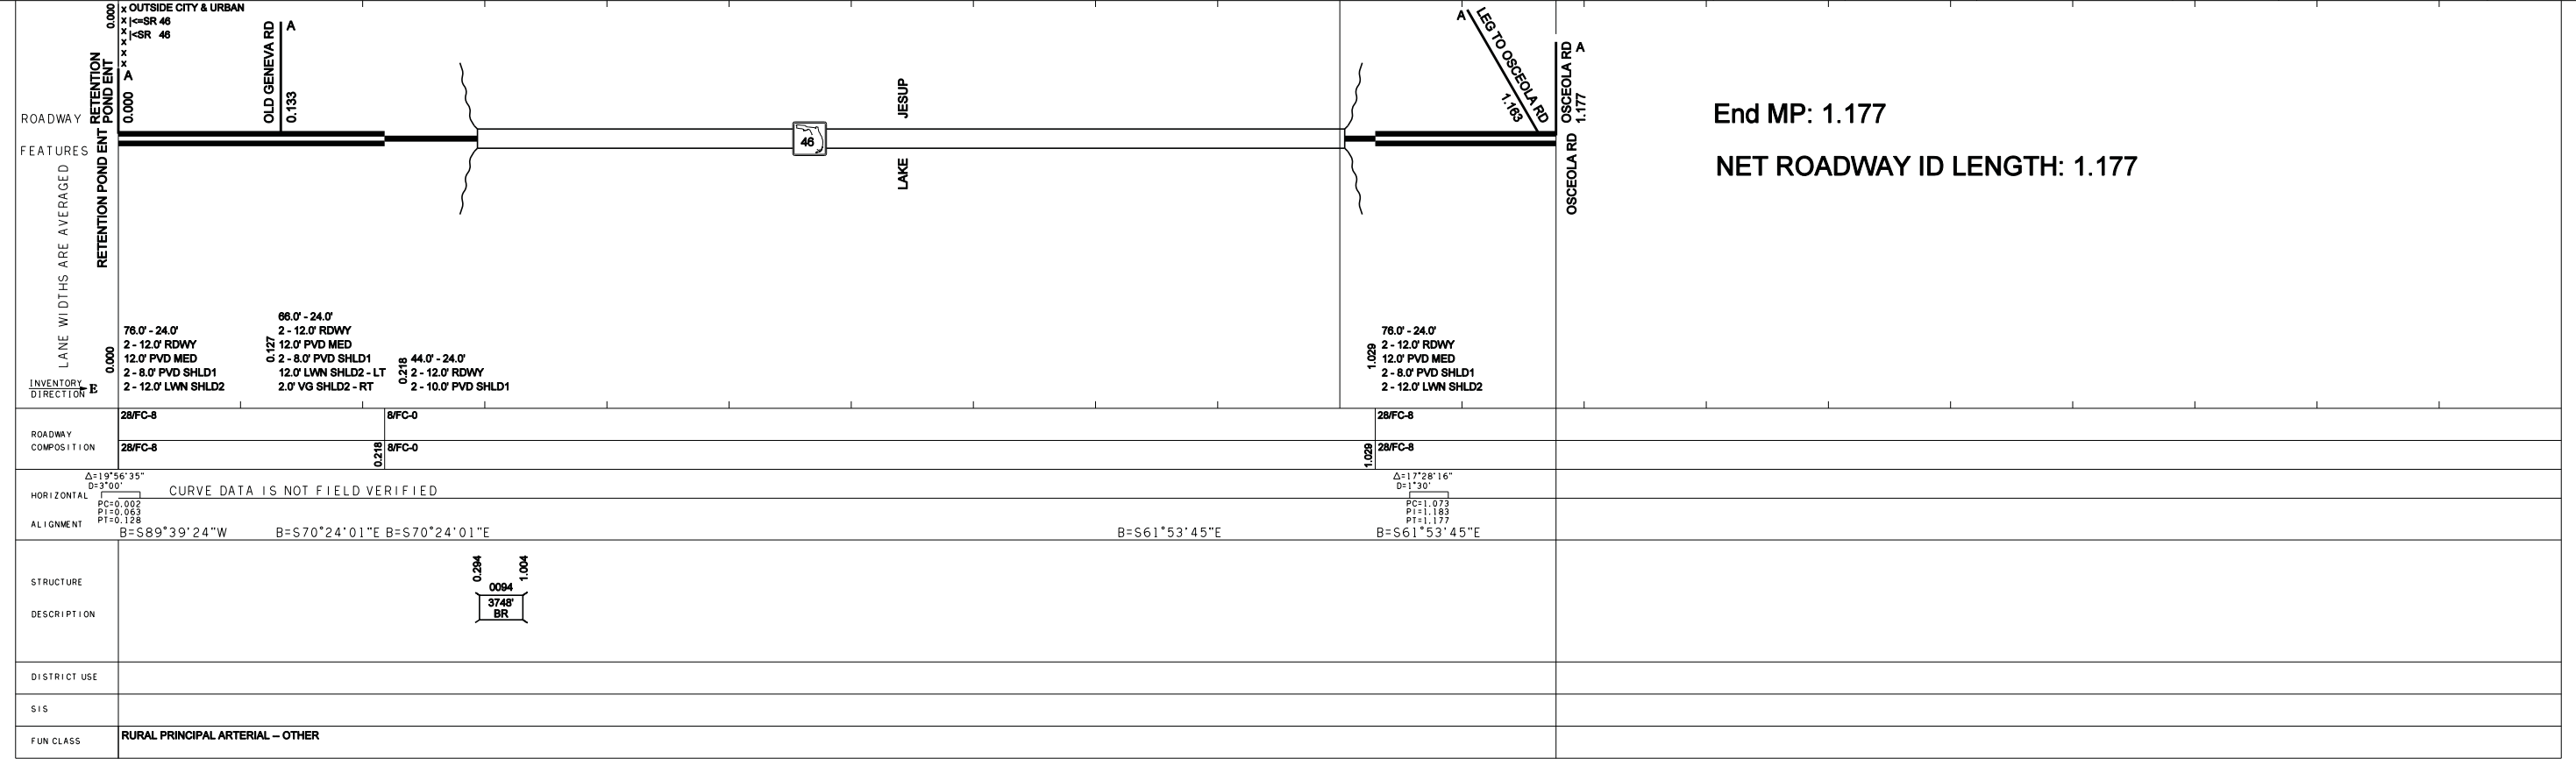 0.000
x OUTSIDE CITY & URBAN
x |<=SR 46
x |<SR 46
x
x
x
A
0.000
RETENTION
POND ENT
RETENTION POND ENT
OLD GENEVA RD
A
0.133
JESUP
LAKE
46
A
LEG TO OSCEOLA RD
1.163
OSCEOLA RD
A
1.177
OSCEOLA RD
End MP: 1.177
NET ROADWAY ID LENGTH: 1.177
ROADWAY
FEATURES
LANE WIDTHS ARE AVERAGED
INVENTORY
DIRECTION
E
0.000
76.0' - 24.0'
2 - 12.0' RDWY
12.0' PVD MED
2 - 8.0' PVD SHLD1
2 - 12.0' LWN SHLD2
0.127
66.0' - 24.0'
2 - 12.0' RDWY
12.0' PVD MED
2 - 8.0' PVD SHLD1
12.0' LWN SHLD2 - LT
2.0' VG SHLD2 - RT
0.218
44.0' - 24.0'
2 - 12.0' RDWY
2 - 10.0' PVD SHLD1
1.029
76.0' - 24.0'
2 - 12.0' RDWY
12.0' PVD MED
2 - 8.0' PVD SHLD1
2 - 12.0' LWN SHLD2
ROADWAY
COMPOSITION
28/FC-8
8/FC-0
28/FC-8
28/FC-8
0.218
8/FC-0
1.029
28/FC-8
HORIZONTAL
ALIGNMENT
Δ=19°56'35"
D=3°00'
PC=0.002
PI=0.063
PT=0.128
CURVE DATA IS NOT FIELD VERIFIED
Δ=17°28'16"
D=1°30'
PC=1.073
PI=1.183
PT=1.177
B=S89°39'24"W
B=S70°24'01"E
B=S70°24'01"E
B=S61°53'45"E
B=S61°53'45"E
STRUCTURE
DESCRIPTION
0.294
1.004
0094
3748'
BR
DISTRICT USE
SIS
FUN CLASS
RURAL PRINCIPAL ARTERIAL -- OTHER